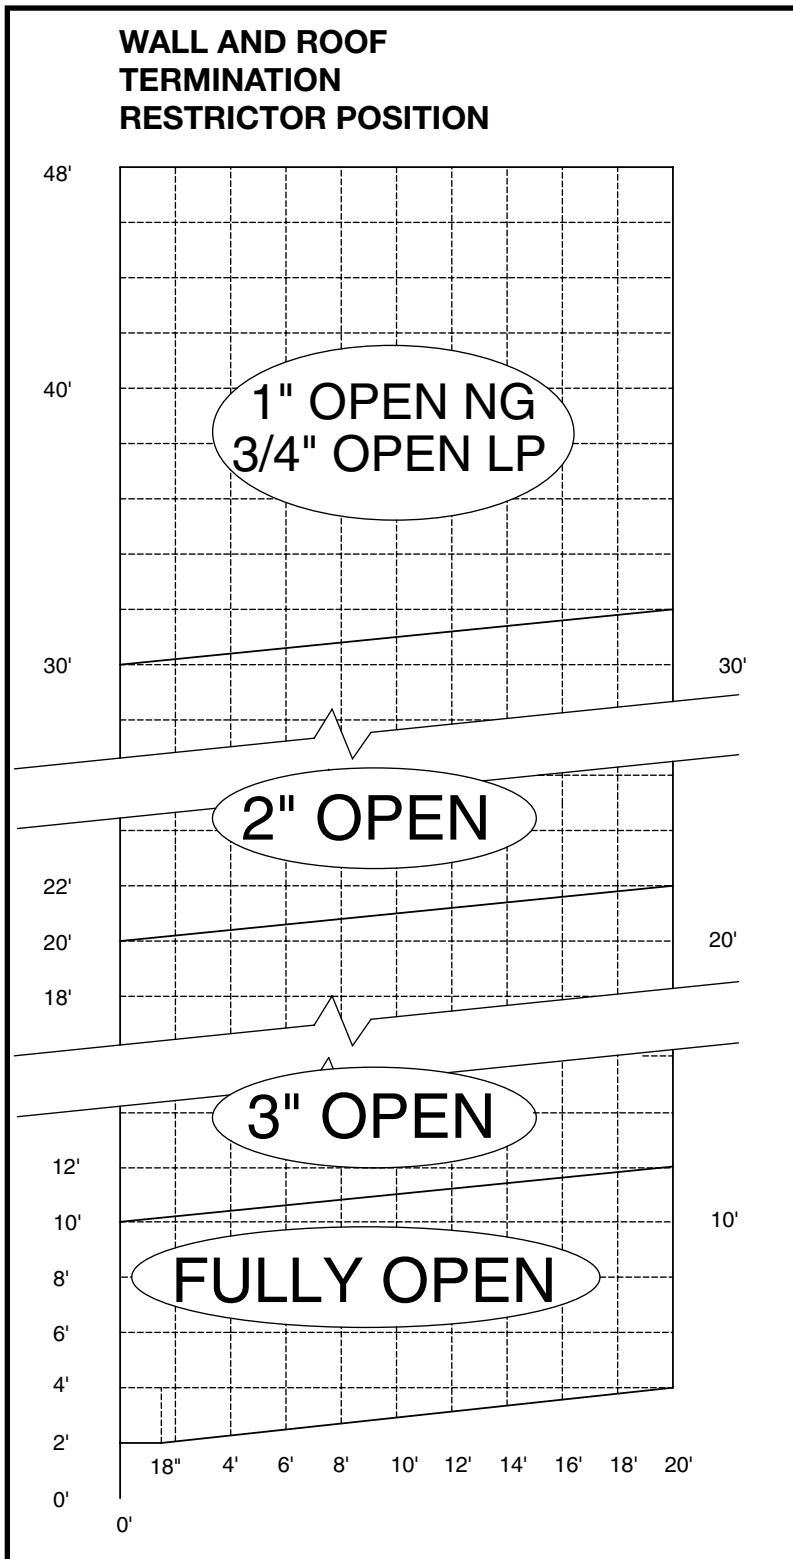 WALL AND ROOF
TERMINATION
RESTRICTOR POSITION
48'
40'
1" OPEN NG
3/4" OPEN LP
30'
30'
2" OPEN
22'
20'
20'
18'
3" OPEN
12'
10'
10'
FULLY OPEN
8'
6'
4'
2'
18" 4' 6' 8' 10' 12' 14' 16' 18' 20'
0'
0'